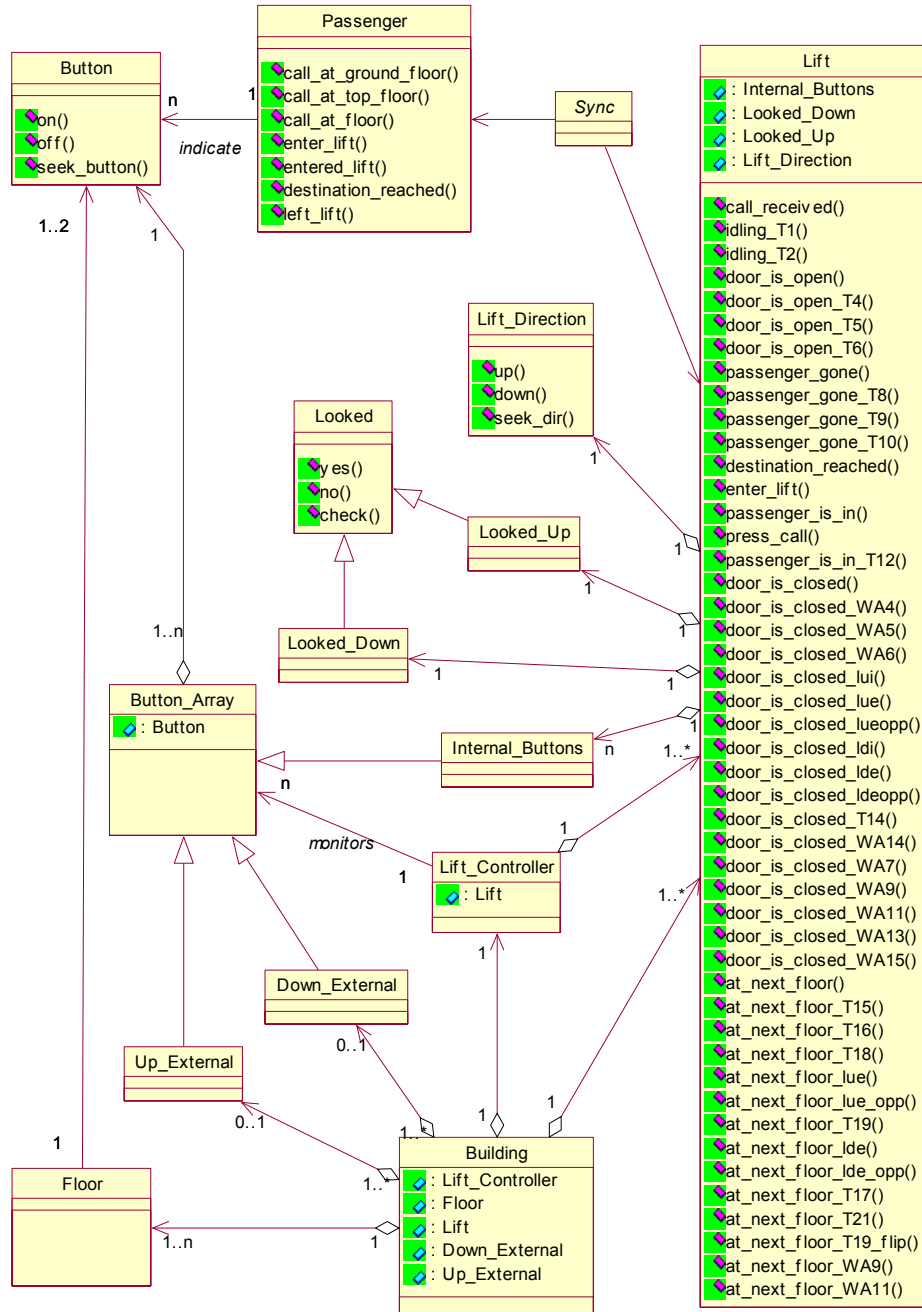 Passenger
call_at_ground_floor()
call_at_top_floor()
call_at_floor()
enter_lift()
entered_lift()
destination_reached()
left_lift()
Button
on()
off()
seek_button()
n
1
indicate
Sync
Lift
: Internal_Buttons
: Looked_Down
: Looked_Up
: Lift_Direction
call_received()
idling_T1()
idling_T2()
door_is_open()
door_is_open_T4()
door_is_open_T5()
door_is_open_T6()
passenger_gone()
passenger_gone_T8()
passenger_gone_T9()
passenger_gone_T10()
destination_reached()
enter_lift()
passenger_is_in()
press_call()
passenger_is_in_T12()
door_is_closed()
door_is_closed_WA4()
door_is_closed_WA5()
door_is_closed_WA6()
door_is_closed_lui()
door_is_closed_lue()
door_is_closed_lueopp()
door_is_closed_ldi()
door_is_closed_lde()
door_is_closed_ldeopp()
door_is_closed_T14()
door_is_closed_WA14()
door_is_closed_WA7()
door_is_closed_WA9()
door_is_closed_WA11()
door_is_closed_WA13()
door_is_closed_WA15()
at_next_floor()
at_next_floor_T15()
at_next_floor_T16()
at_next_floor_T18()
at_next_floor_lue()
at_next_floor_lue_opp()
at_next_floor_T19()
at_next_floor_lde()
at_next_floor_lde_opp()
at_next_floor_T17()
at_next_floor_T21()
at_next_floor_T19_flip()
at_next_floor_WA9()
at_next_floor_WA11()
1..2
1
Lift_Direction
up()
down()
seek_dir()
1
1
Looked
yes()
no()
check()
Looked_Up
1
1
Looked_Down
1
1
1..n
Button_Array
: Button
Internal_Buttons
n
1
n
monitors
1
1..*
1
Lift_Controller
: Lift
1
1..*
Down_External
0..1
Up_External
0..1
1..*
1..*
1
1
Building
: Lift_Controller
: Floor
: Lift
: Down_External
: Up_External
1
Floor
1..n
1